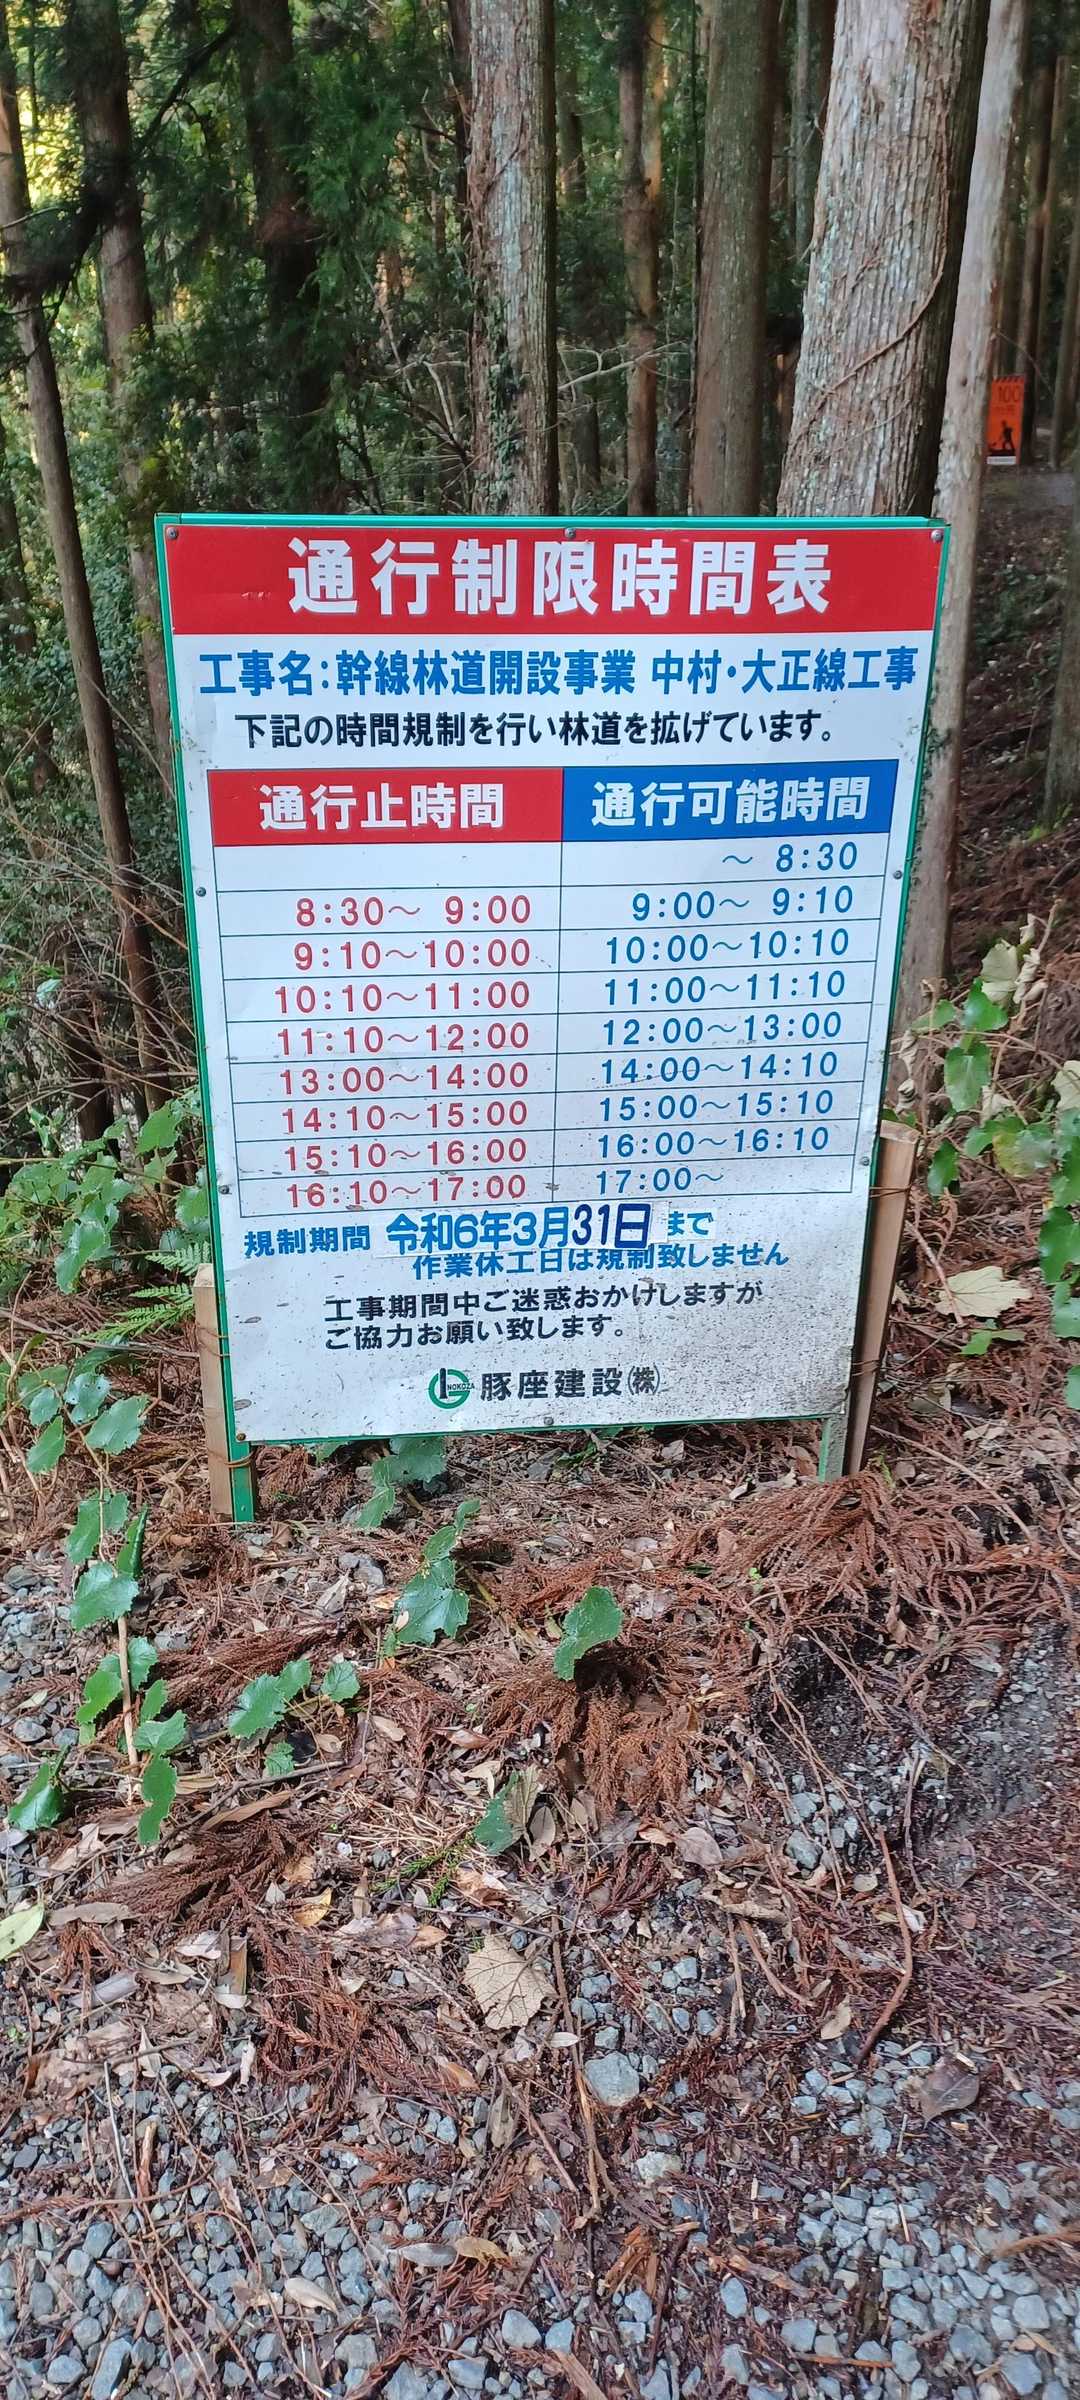 通行制限時間表
工事名:幹線林道開設事業 中村・大正線工事
下記の時間規制を行い林道を拡げています。
通行止時間 通行可能時間
～ 8:30
8:30～ 9:00 9:00～ 9:10
9:10～10:00 10:00～10:10
10:10～11:00 11:00～11:10
11:10～12:00 12:00～13:00
13:00～14:00 14:00～14:10
14:10～15:00 15:00～15:10
15:10～16:00 16:00～16:10
16:10～17:00 17:00～
規制期間 令和6年3月31日まで
作業休工日は規制致しません
工事期間中ご迷惑おかけしますが
ご協力お願い致します。
INOKOZA 豚座建設㈱
100